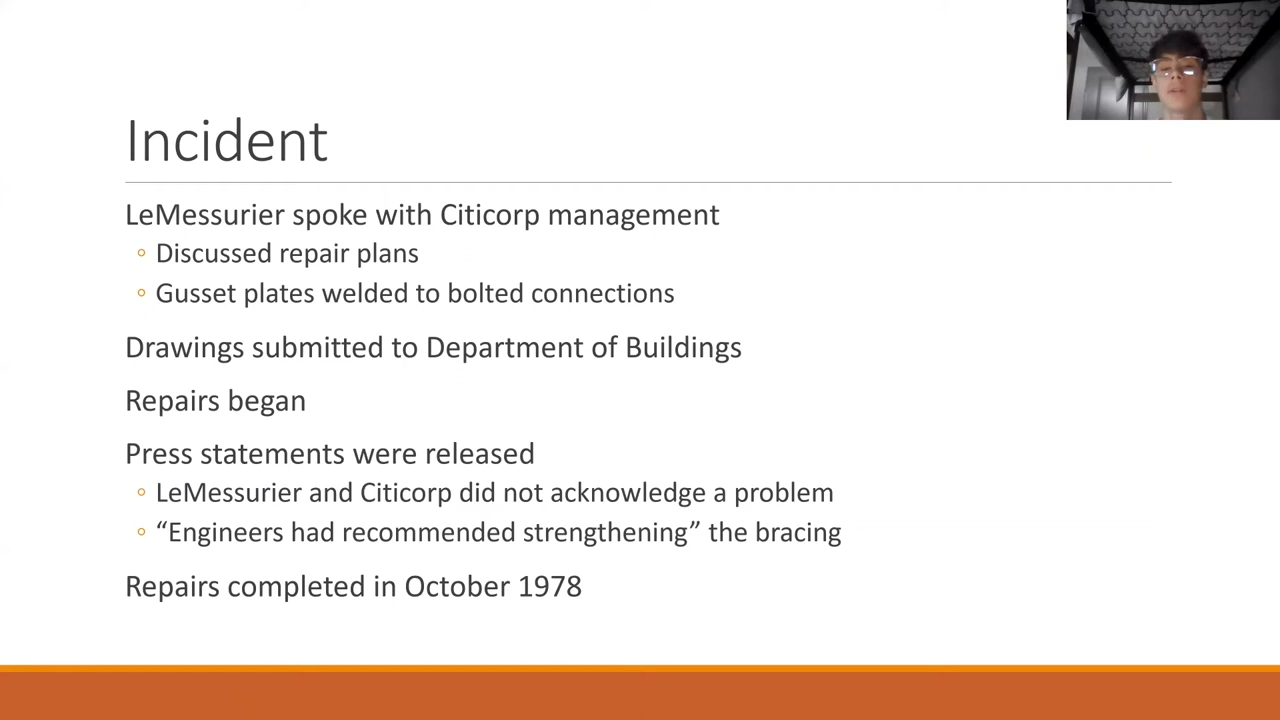 Incident
LeMessurier spoke with Citicorp management
◦ Discussed repair plans
◦ Gusset plates welded to bolted connections
Drawings submitted to Department of Buildings
Repairs began
Press statements were released
◦ LeMessurier and Citicorp did not acknowledge a problem
◦ “Engineers had recommended strengthening” the bracing
Repairs completed in October 1978